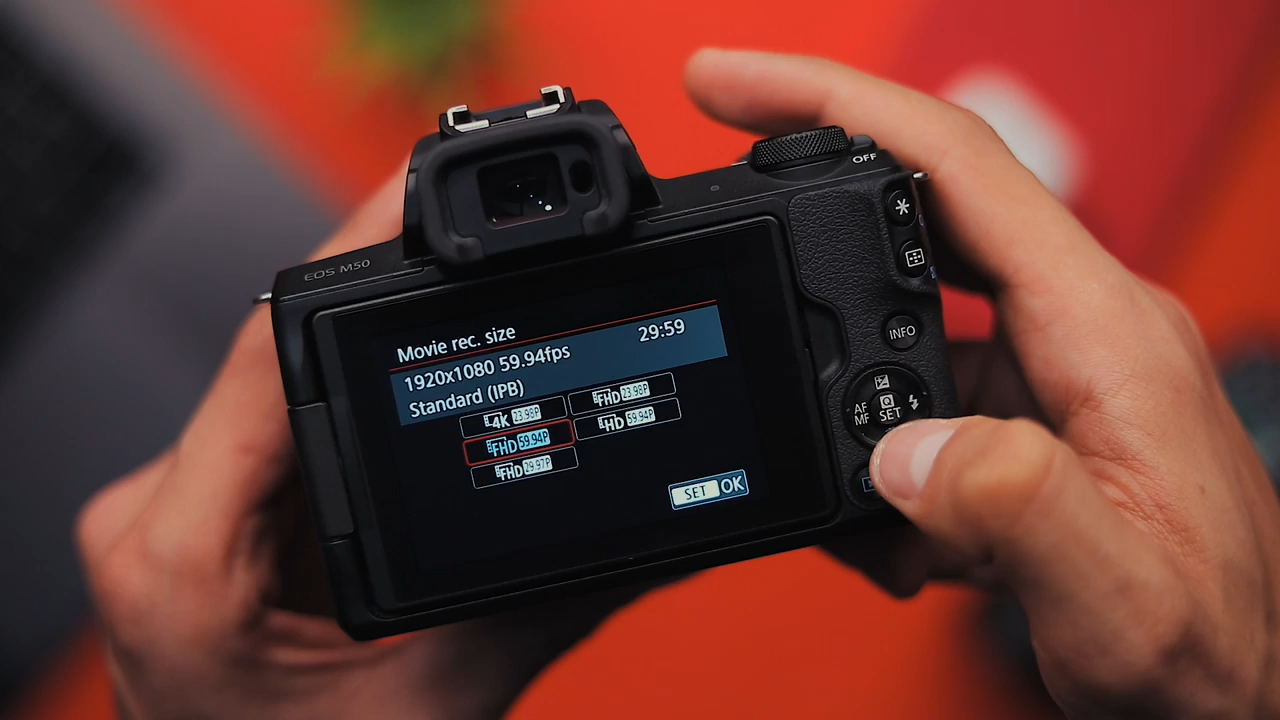 OFF
EOS M50
INFO
Movie rec. size
29:59
1920x1080 59.94fps
Standard (IPB)
4K 23.98P
FHD 23.98P
FHD 59.94P
HD 59.94P
FHD 29.97P
SET OK
AF
MF
Q
SET